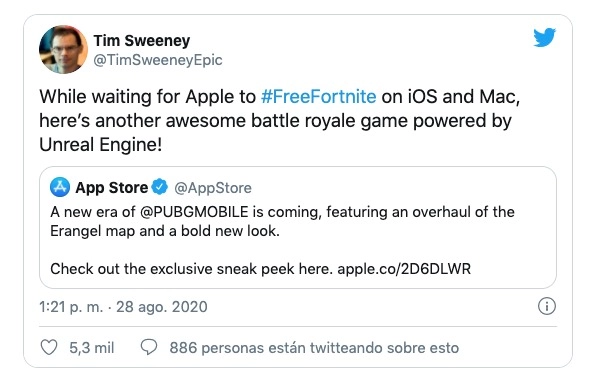 Tim Sweeney
@TimSweeneyEpic
While waiting for Apple to #FreeFortnite on iOS and Mac,
here's another awesome battle royale game powered by
Unreal Engine!
App Store @AppStore
A new era of @PUBGMOBILE is coming, featuring an overhaul of the
Erangel map and a bold new look.
Check out the exclusive sneak peek here. apple.co/2D6DLWR
1:21 p. m. · 28 ago. 2020
5,3 mil 886 personas están twitteando sobre esto